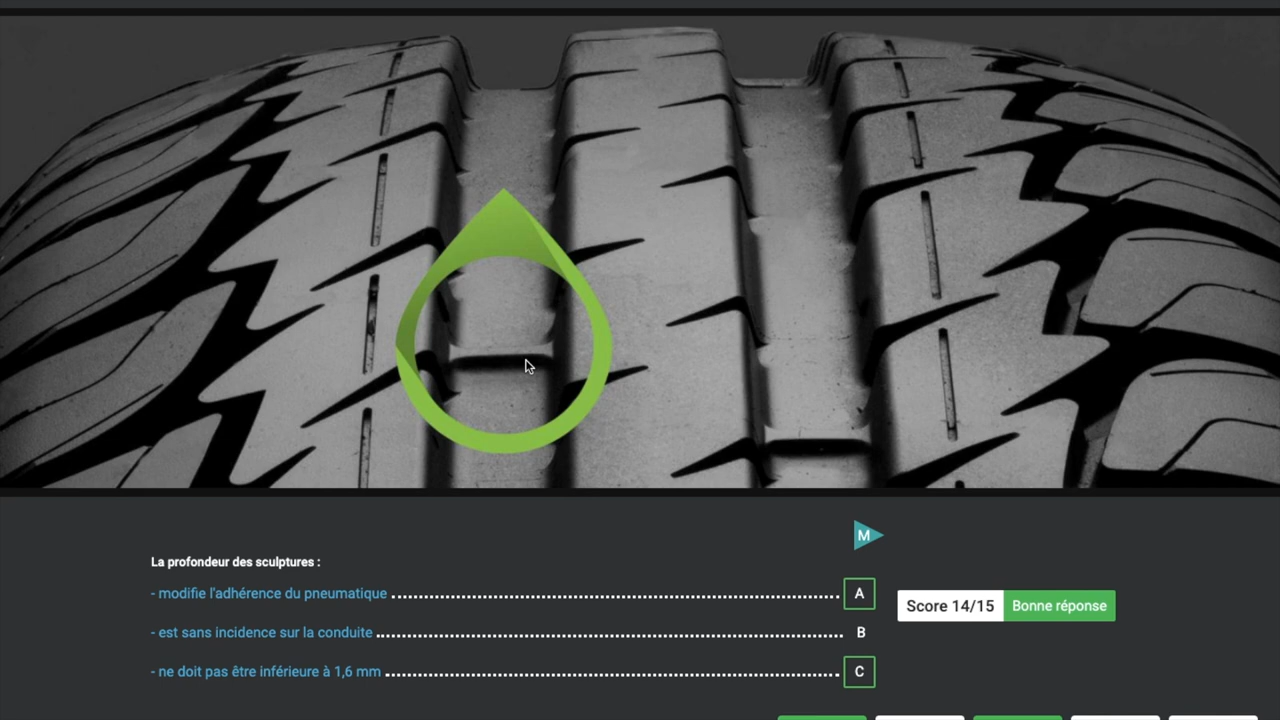 M
La profondeur des sculptures :
- modifie l'adhérence du pneumatique A
- est sans incidence sur la conduite B
- ne doit pas être inférieure à 1,6 mm C
Score 14/15 Bonne réponse